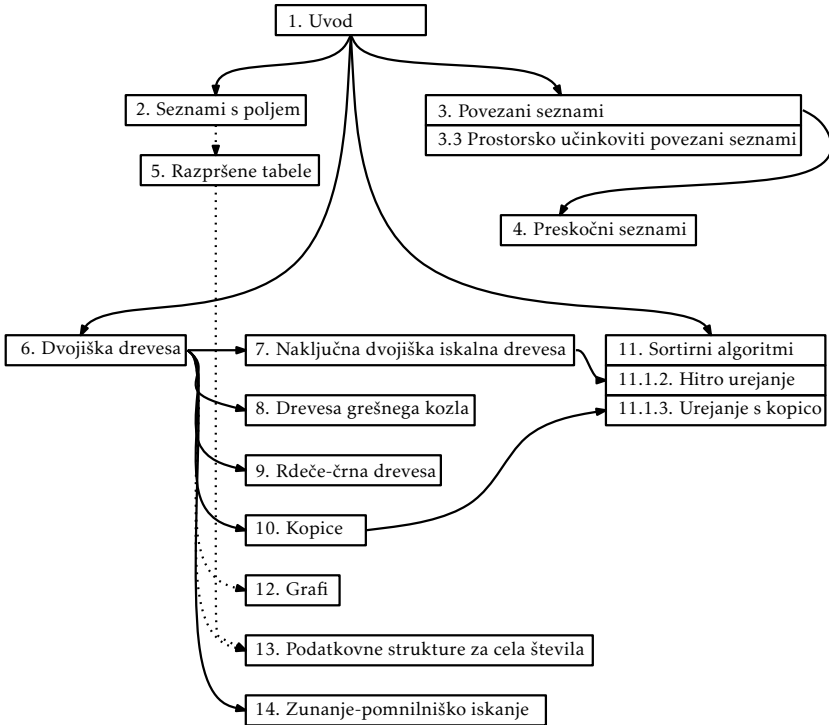 1. Uvod
2. Seznami s poljem
3. Povezani seznami
3.3 Prostorsko učinkoviti povezani seznami
5. Razpršene tabele
4. Preskočni seznami
6. Dvojiška drevesa
7. Naključna dvojiška iskalna drevesa
11. Sortirni algoritmi
11.1.2. Hitro urejanje
11.1.3. Urejanje s kopico
8. Drevesa grešnega kozla
9. Rdeče-črna drevesa
10. Kopice
12. Grafi
13. Podatkovne strukture za cela števila
14. Zunanje-pomnilniško iskanje